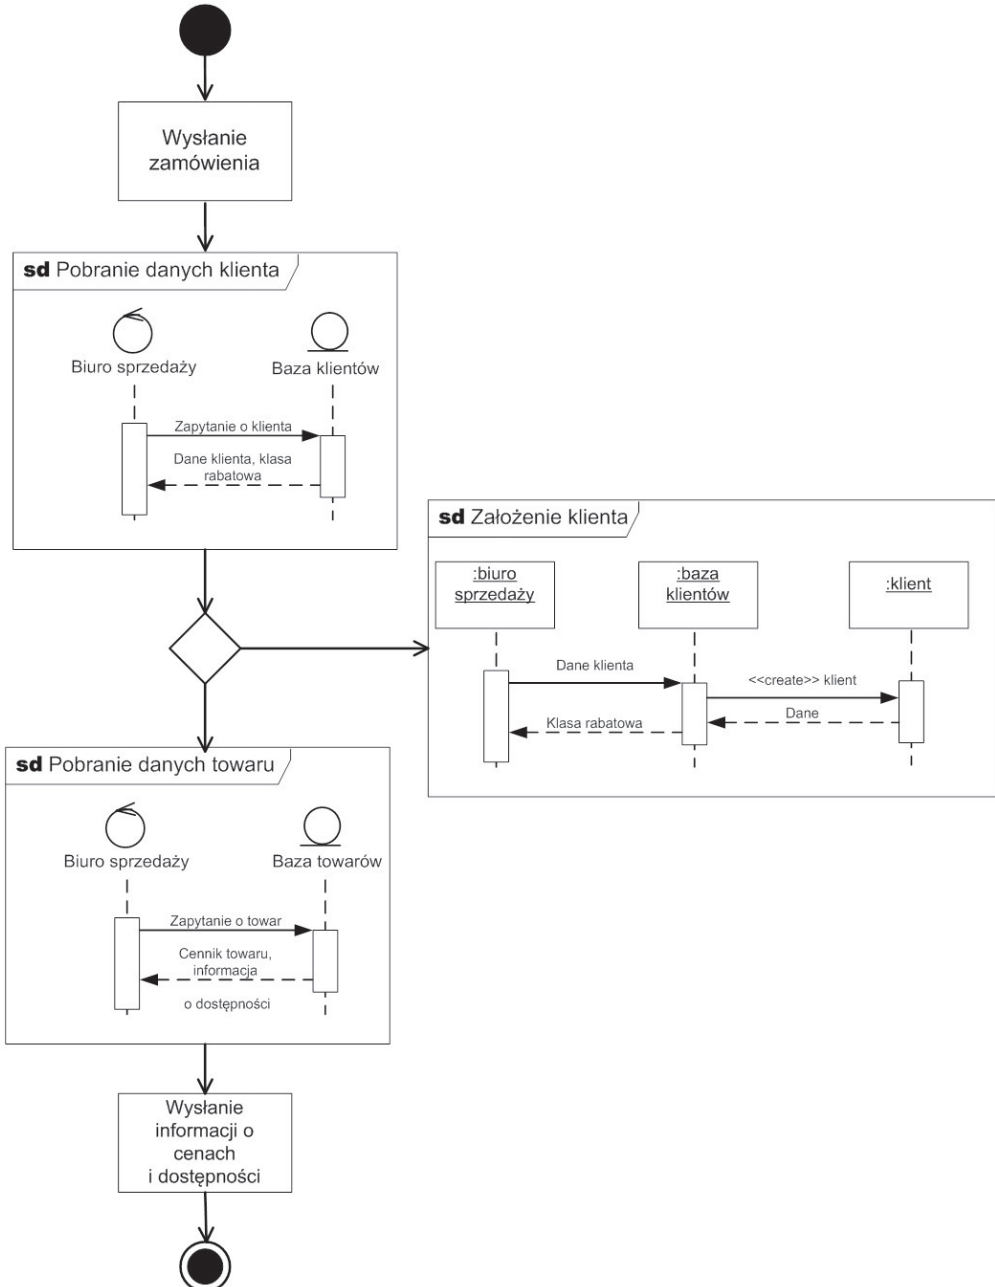 Wysłanie
zamówienia
sd Pobranie danych klienta
Biuro sprzedaży
Baza klientów
Zapytanie o klienta
Dane klienta, klasa
rabatowa
sd Założenie klienta
:biuro
sprzedaży
:baza
klientów
:klient
Dane klienta
<<create>> klient
Dane
Klasa rabatowa
sd Pobranie danych towaru
Biuro sprzedaży
Baza towarów
Zapytanie o towar
Cennik towaru,
informacja
o dostępności
Wysłanie
informacji o
cenach
i dostępności